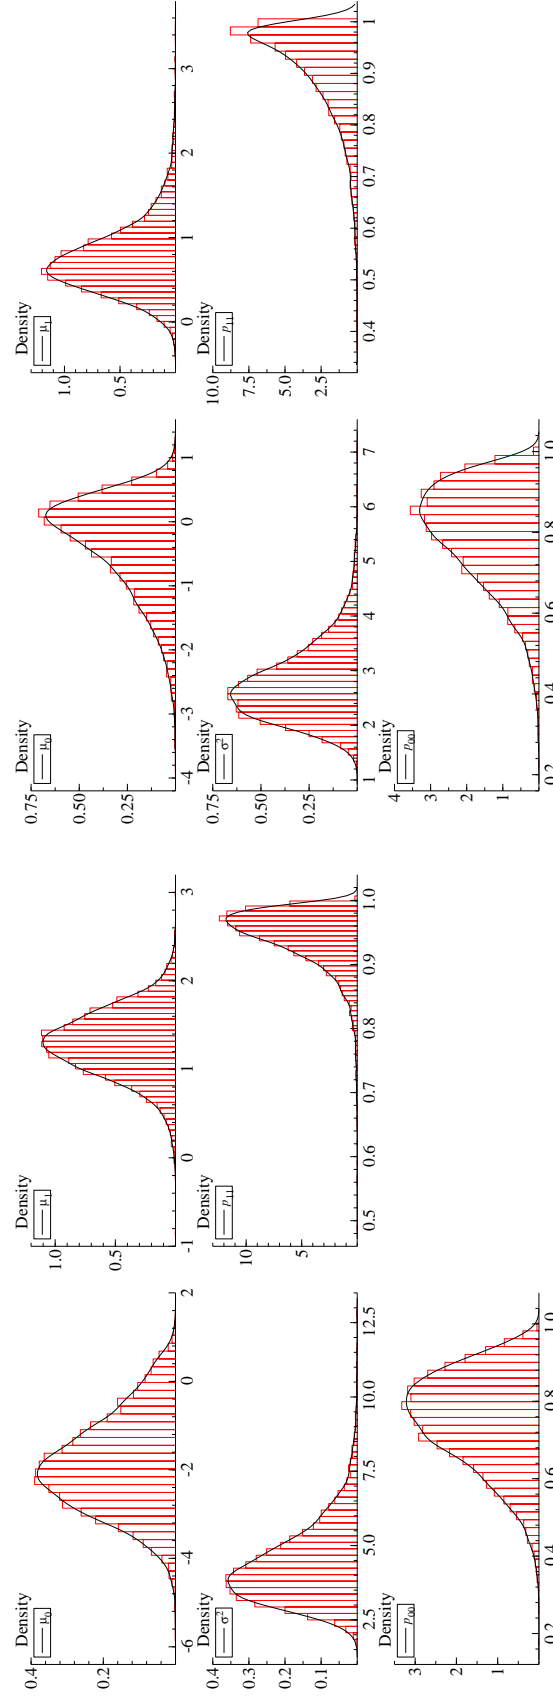 Density
μ0
0.4
0.2
-6 -4 -2 0 2
Density
μ1
1.0
0.5
-1 0 1 2 3
Density
σ²
0.4
0.3
0.2
0.1
2.5 5.0 7.5 10.0 12.5
Density
p11
10
5
0.5 0.6 0.7 0.8 0.9 1.0
Density
p00
3
2
1
0.2 0.4 0.6 0.8 1.0
Density
μ0
0.75
0.50
0.25
-4 -3 -2 -1 0 1
Density
μ1
1.0
0.5
0 1 2 3
Density
σ²
0.75
0.50
0.25
1 2 3 4 5 6 7
Density
p11
10.0
7.5
5.0
2.5
0.4 0.5 0.6 0.7 0.8 0.9 1
Density
p00
4
3
2
1
0.2 0.4 0.6 0.8 1.0